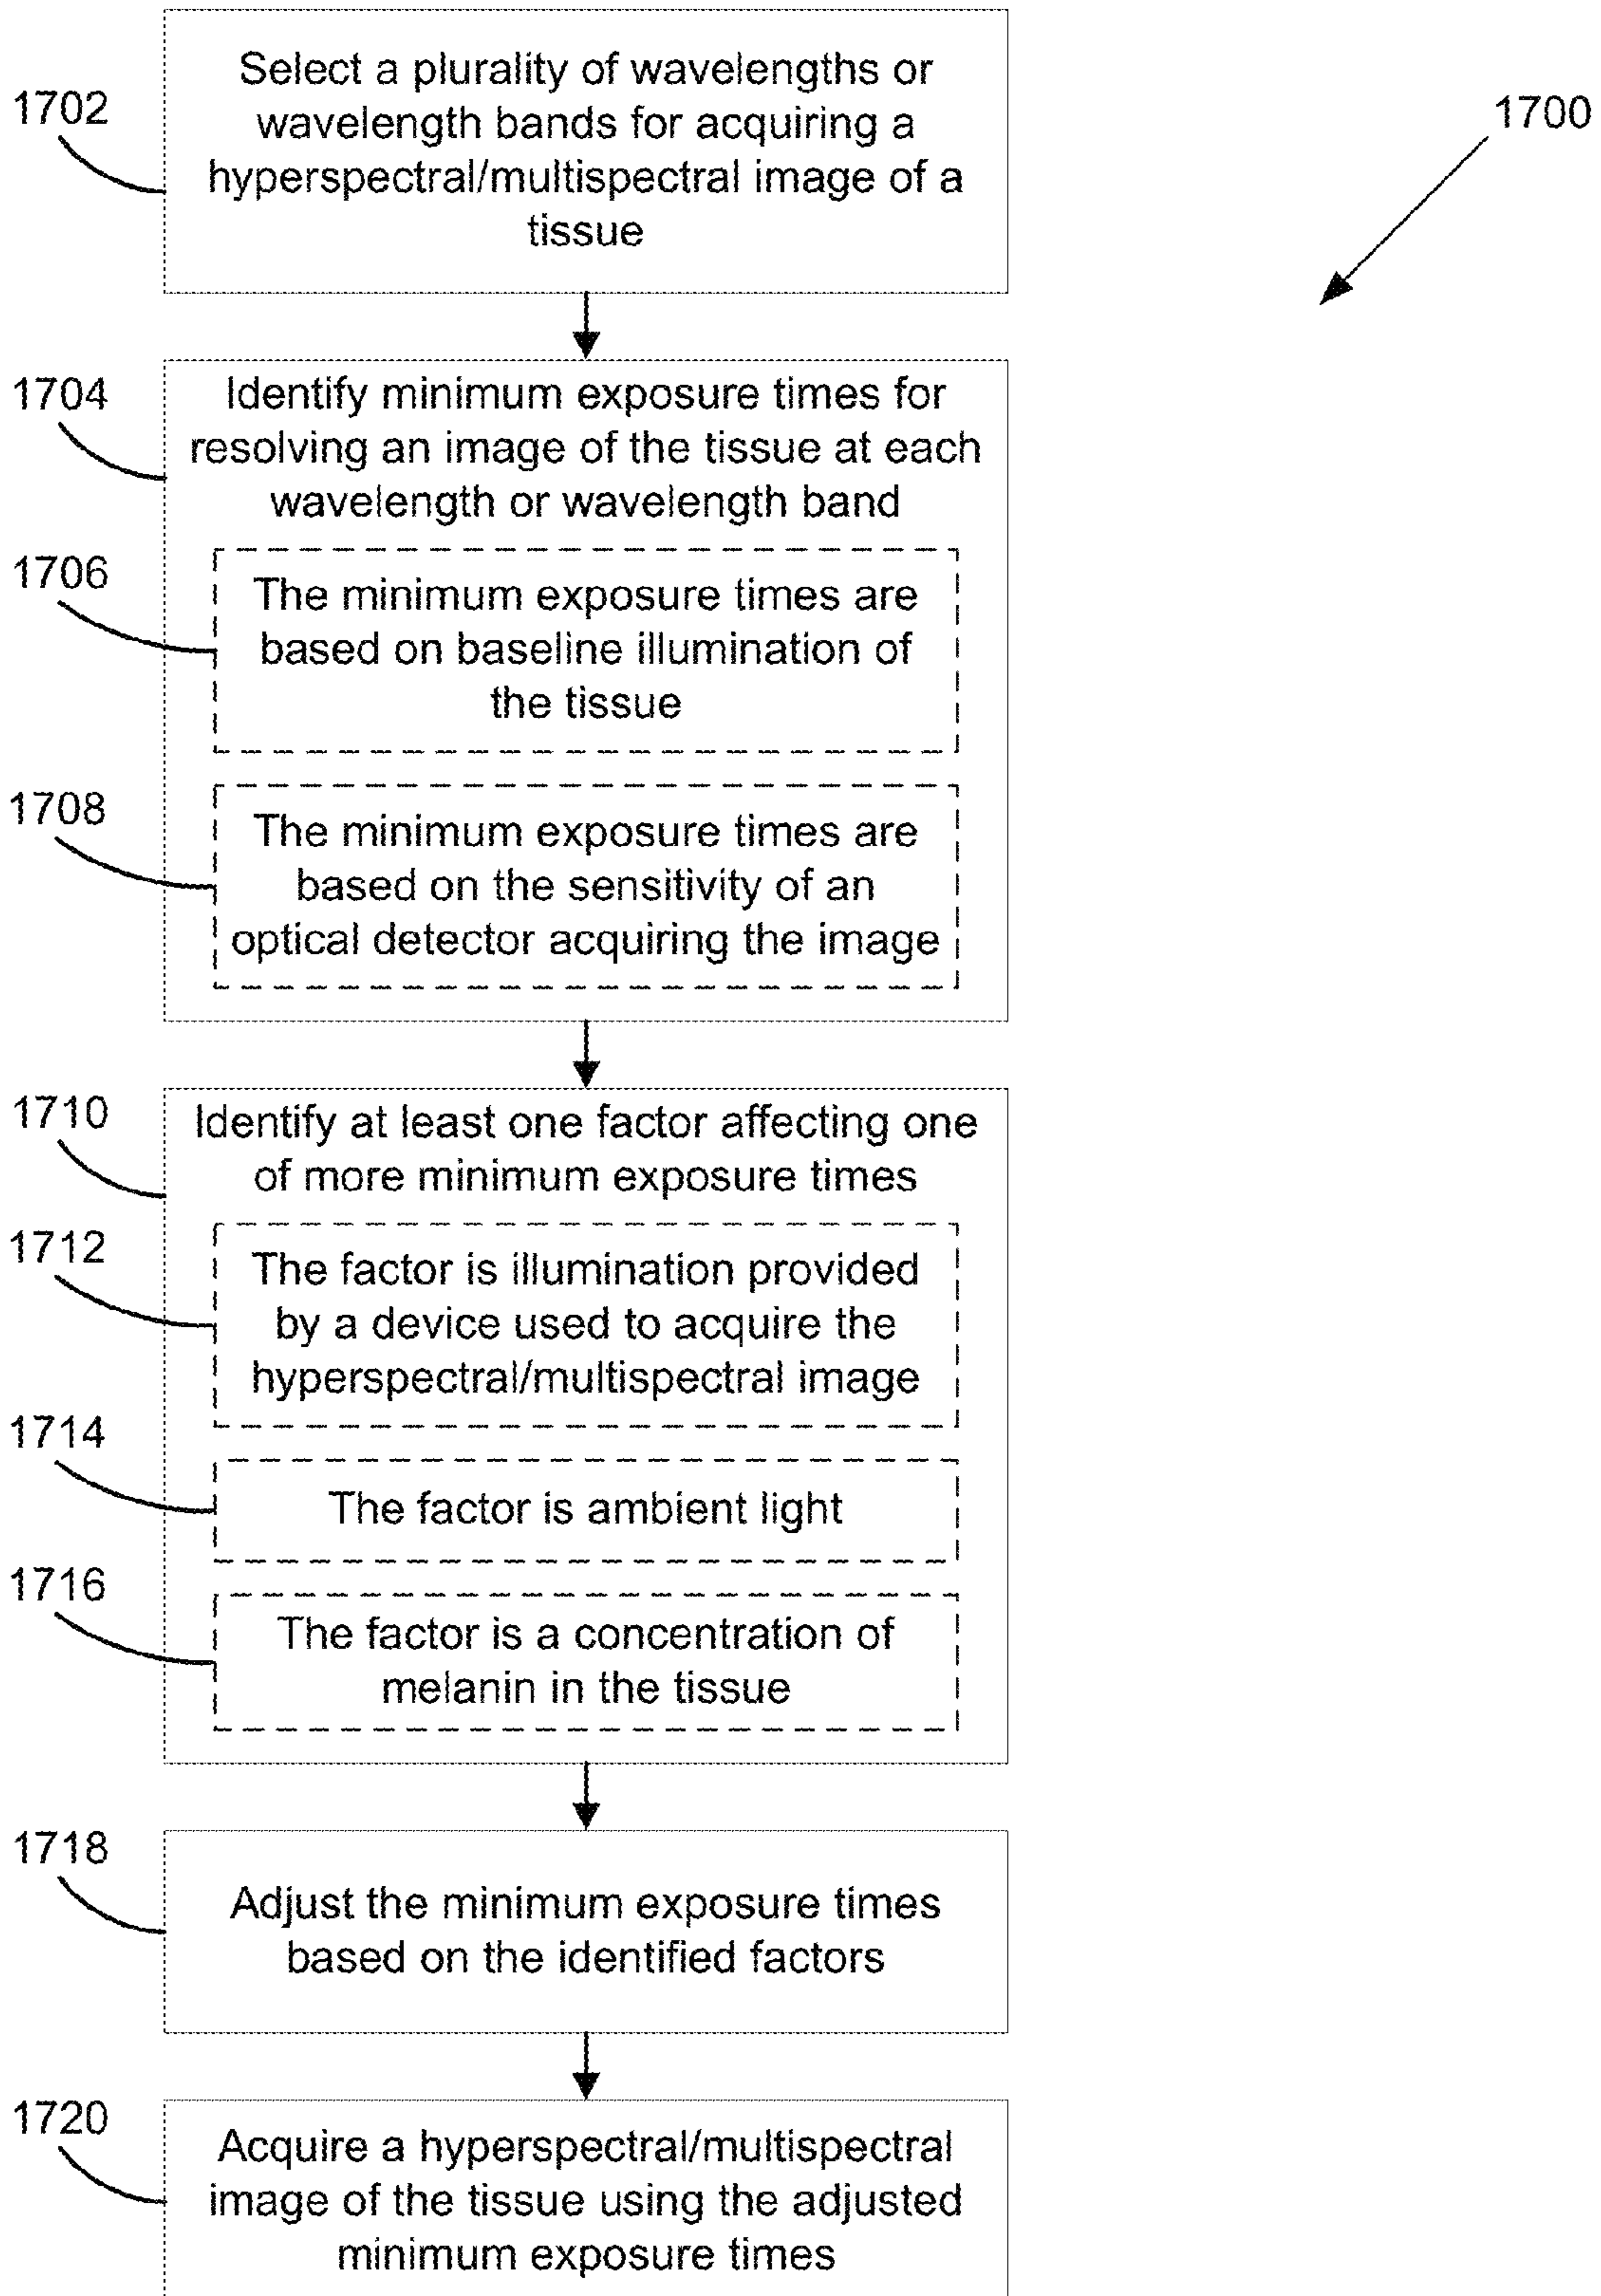 1700
1702
Select a plurality of wavelengths or
wavelength bands for acquiring a
hyperspectral/multispectral image of a
tissue
1704
Identify minimum exposure times for
resolving an image of the tissue at each
wavelength or wavelength band
1706
The minimum exposure times are
based on baseline illumination of
the tissue
1708
The minimum exposure times are
based on the sensitivity of an
optical detector acquiring the image
1710
Identify at least one factor affecting one
of more minimum exposure times
1712
The factor is illumination provided
by a device used to acquire the
hyperspectral/multispectral image
1714
The factor is ambient light
1716
The factor is a concentration of
melanin in the tissue
1718
Adjust the minimum exposure times
based on the identified factors
1720
Acquire a hyperspectral/multispectral
image of the tissue using the adjusted
minimum exposure times